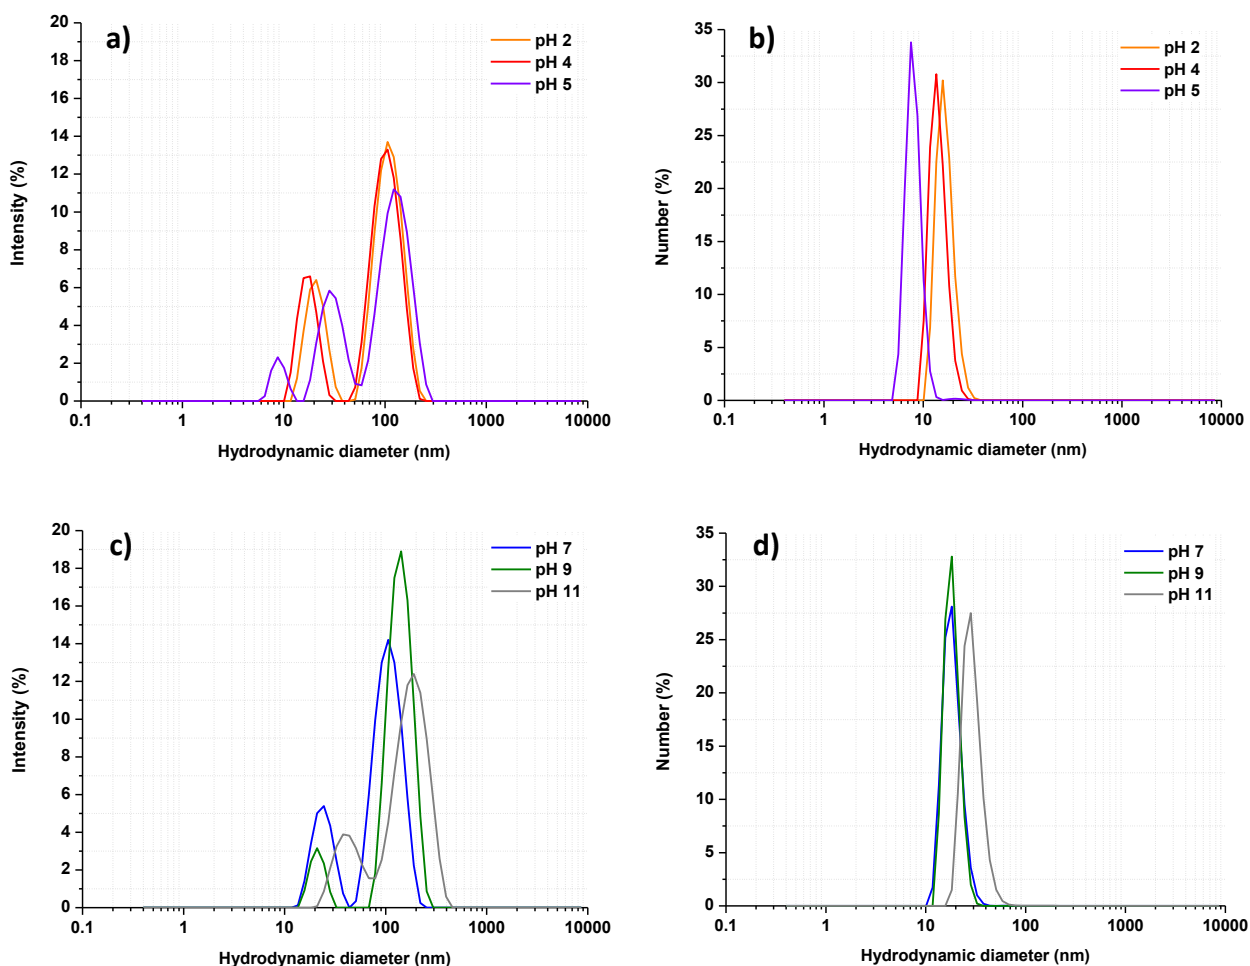 a)
pH 2
pH 4
pH 5
Intensity (%)
20
18
16
14
12
10
8
6
4
2
0
0.1 1 10 100 1000 10000
Hydrodynamic diameter (nm)
b)
pH 2
pH 4
pH 5
Number (%)
35
30
25
20
15
10
5
0
0.1 1 10 100 1000 10000
Hydrodynamic diameter (nm)
c)
pH 7
pH 9
pH 11
Intensity (%)
20
18
16
14
12
10
8
6
4
2
0
0.1 1 10 100 1000 10000
Hydrodynamic diameter (nm)
d)
pH 7
pH 9
pH 11
Number (%)
35
30
25
20
15
10
5
0
0.1 1 10 100 1000 10000
Hydrodynamic diameter (nm)